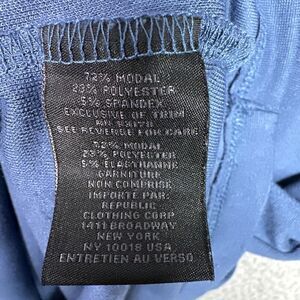 72% MODAL
23% POLYESTER
5% SPANDEX
EXCLUSIVE OF TRIM
SEE REVERSE FOR CARE
72% MODAL
23% POLYESTER
5% ELASTHANNE
GARNITURE
NON COMPRISE
IMPORTE PAR:
REPUBLIC
CLOTHING CORP
1411 BROADWAY
NEW YORK
NY 10018 USA
ENTRETIEN AU VERSO